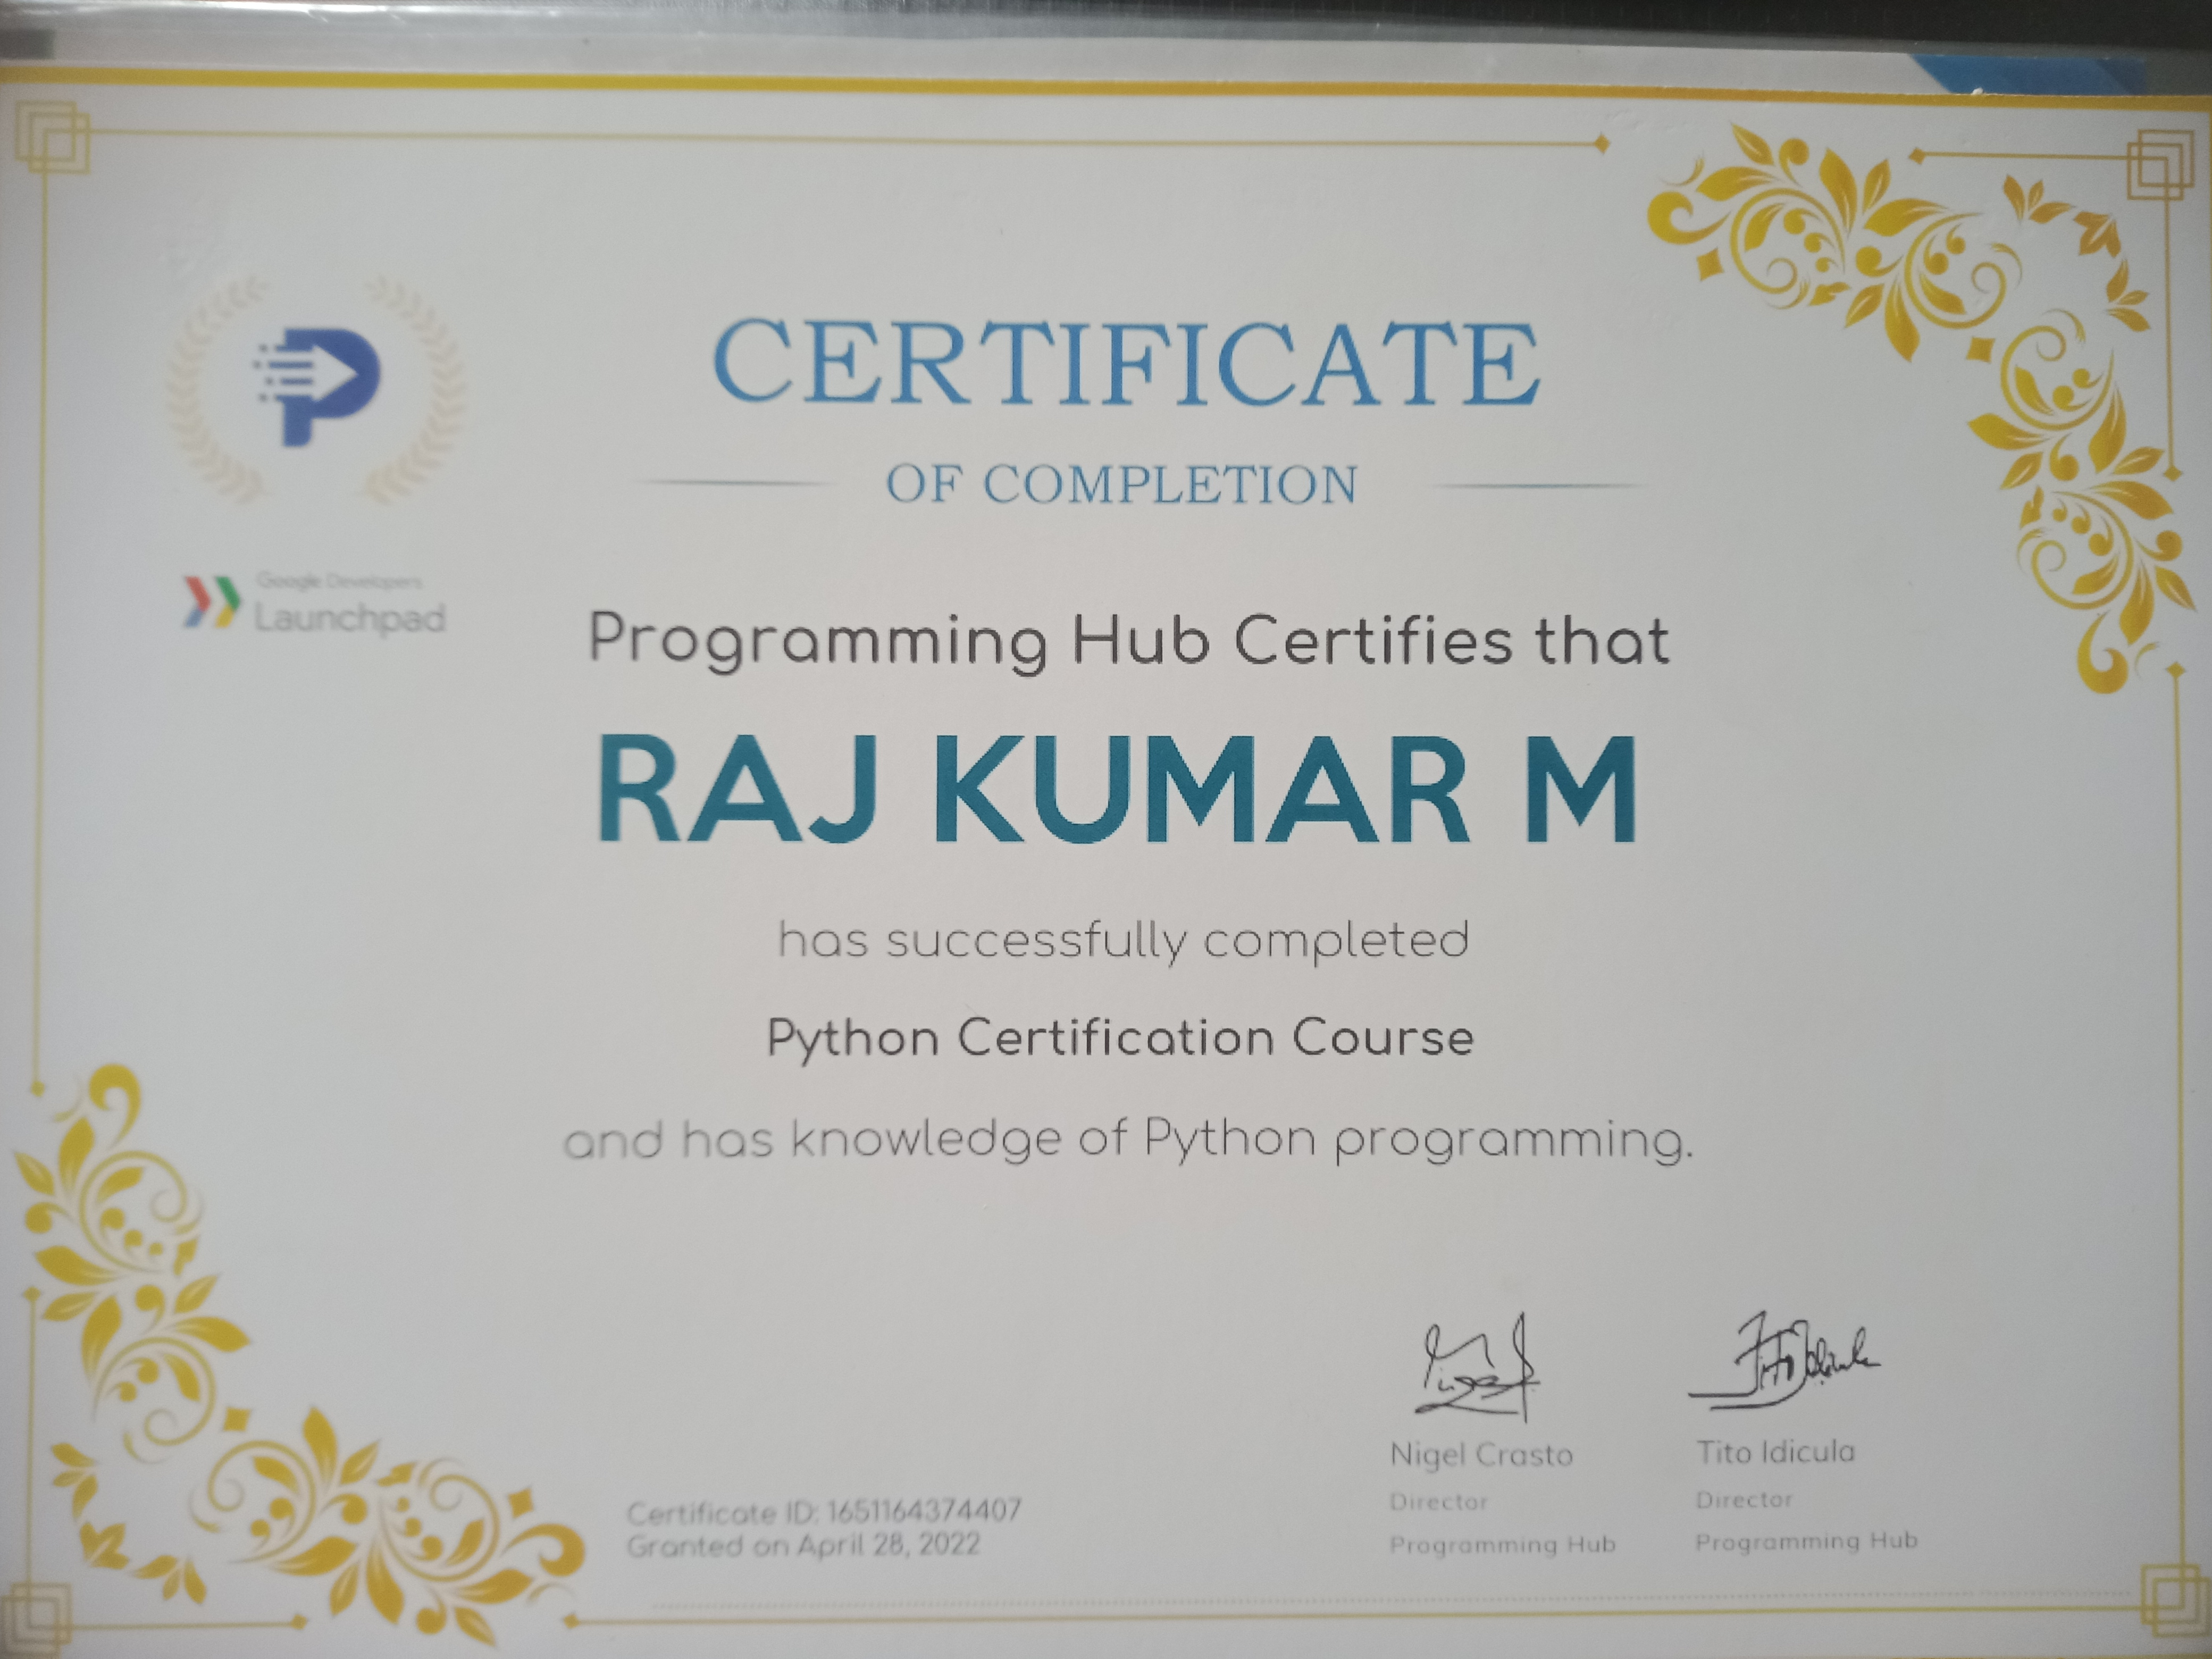 CERTIFICATE
OF COMPLETION
Google Developers
Launchpad
Programming Hub Certifies that
RAJ KUMAR M
has successfully completed
Python Certification Course
and has knowledge of Python programming.
Nigel Crasto
Director
Programming Hub
Tito Idicula
Director
Programming Hub
Certificate ID: 1651164374407
Granted on April 28, 2022